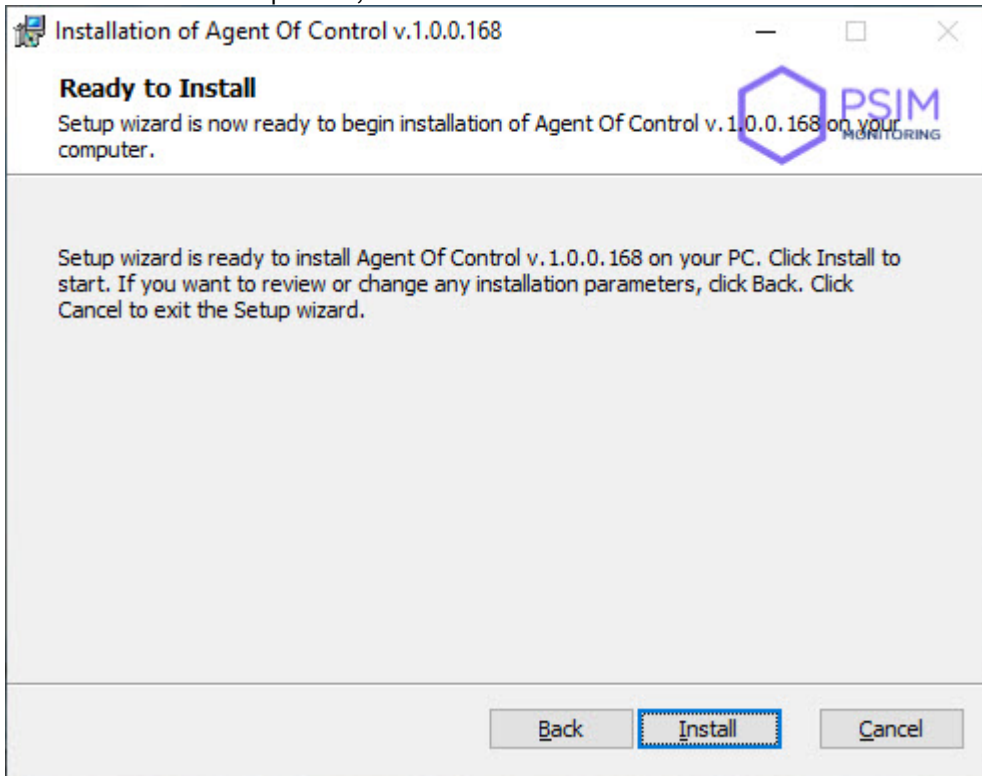 Installation of Agent Of Control v.1.0.0.168
Ready to Install
Setup wizard is now ready to begin installation of Agent Of Control v.1.0.0.168 on your
computer.
PSIM
MONITORING
Setup wizard is ready to install Agent Of Control v.1.0.0.168 on your PC. Click Install to
start. If you want to review or change any installation parameters, click Back. Click
Cancel to exit the Setup wizard.
Back
Install
Cancel